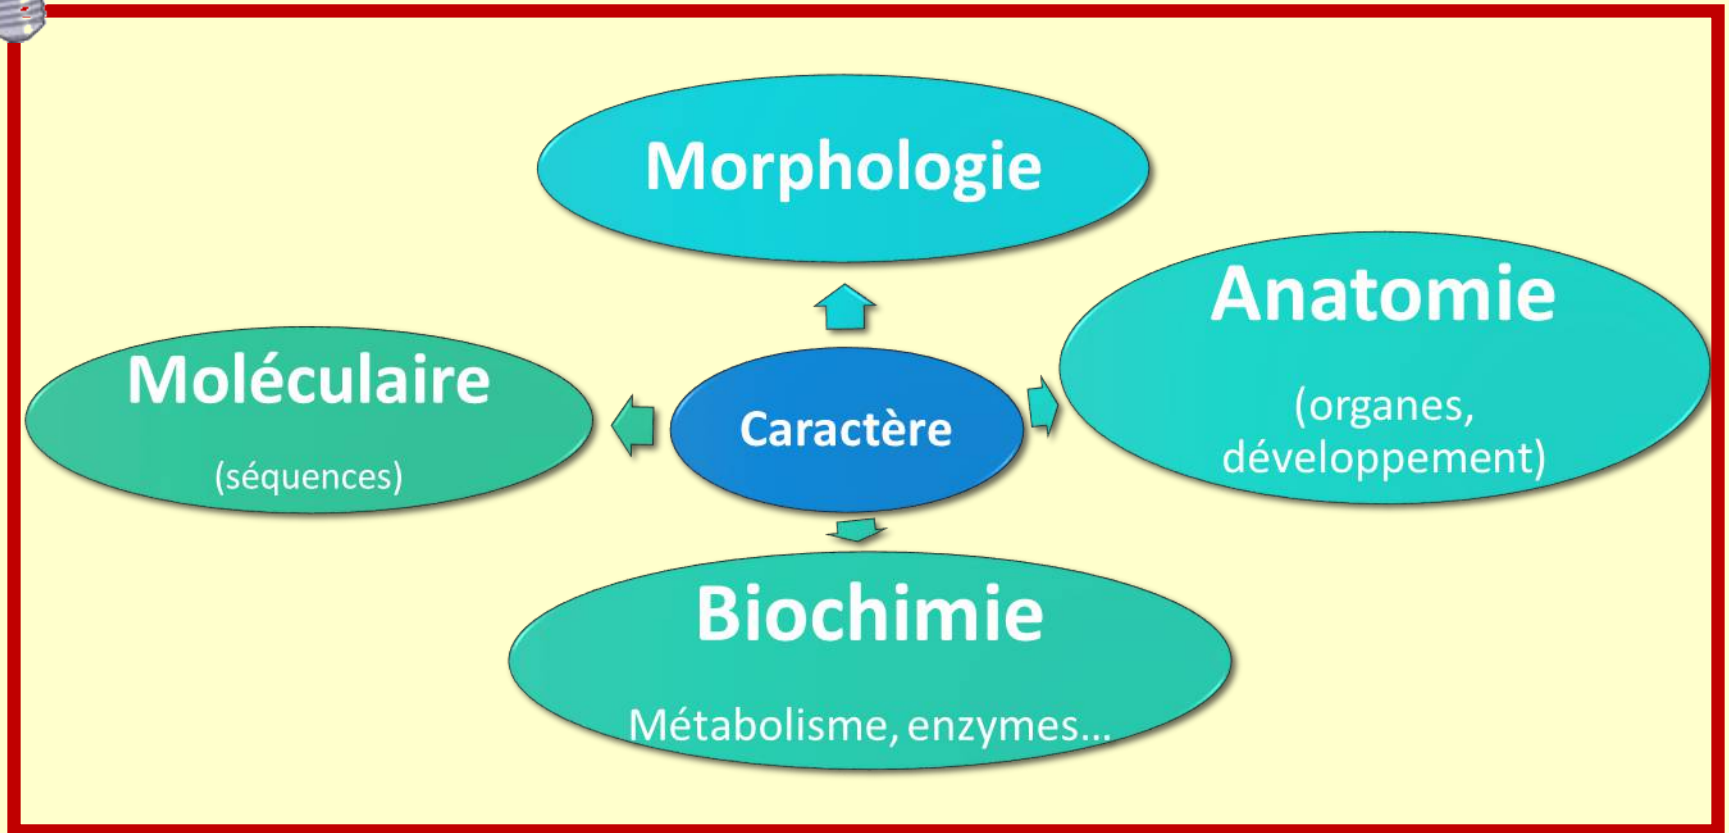 Morphologie
Anatomie
(organes,
développement)
Moléculaire
(séquences)
Caractère
Biochimie
Métabolisme, enzymes...